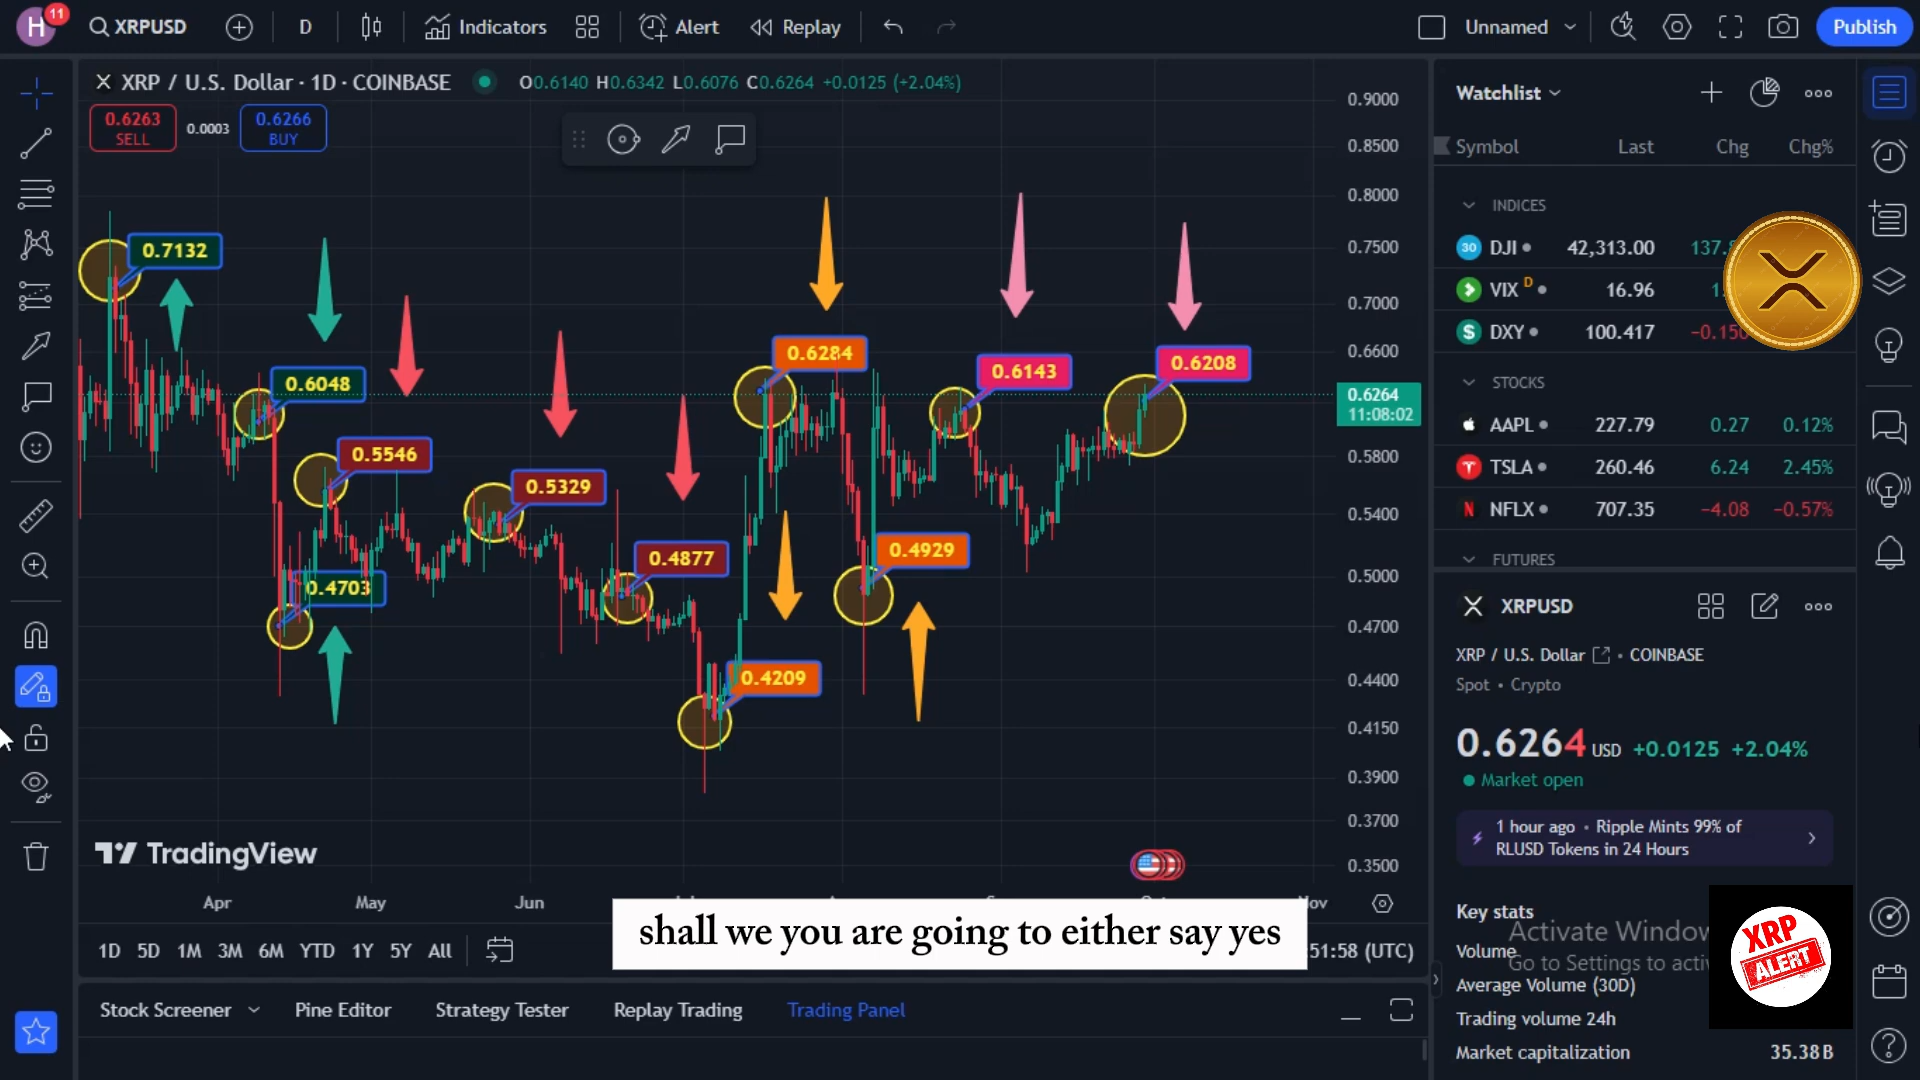 H 11 XRPUSD D Indicators Alert Replay Unnamed Publish
XRP / U.S. Dollar · 1D · COINBASE O0.6140 H0.6342 L0.6076 C0.6264 +0.0125 (+2.04%)
0.6263 SELL 0.0003 0.6266 BUY
0.9000
0.8500
0.8000
0.7500
0.7000
0.6600
0.6264
11:08:02
0.5800
0.5400
0.5000
0.4700
0.4400
0.4150
0.3900
0.3700
0.3500
0.7132
0.6048
0.5546
0.4703
0.5329
0.4877
0.6284
0.4209
0.4929
0.6143
0.6208
TradingView
Apr May Jun
shall we you are going to either say yes
1D 5D 1M 3M 6M YTD 1Y 5Y All 51:58 (UTC)
Stock Screener Pine Editor Strategy Tester Replay Trading Trading Panel
Watchlist
Symbol Last Chg Chg%
INDICES
30 DJI 42,313.00
VIX D 16.96
$ DXY 100.417
STOCKS
AAPL 227.79 0.27 0.12%
TSLA 260.46 6.24 2.45%
N NFLX 707.35 −4.08 −0.57%
FUTURES
XRPUSD
XRP / U.S. Dollar • COINBASE
Spot • Crypto
0.6264 USD +0.0125 +2.04%
Market open
1 hour ago • Ripple Mints 99% of
RLUSD Tokens in 24 Hours
Key stats
Volume
Average Volume (30D)
Trading volume 24h
Market capitalization 35.38B
Activate Window
Go to Settings to acti
XRP
ALERT